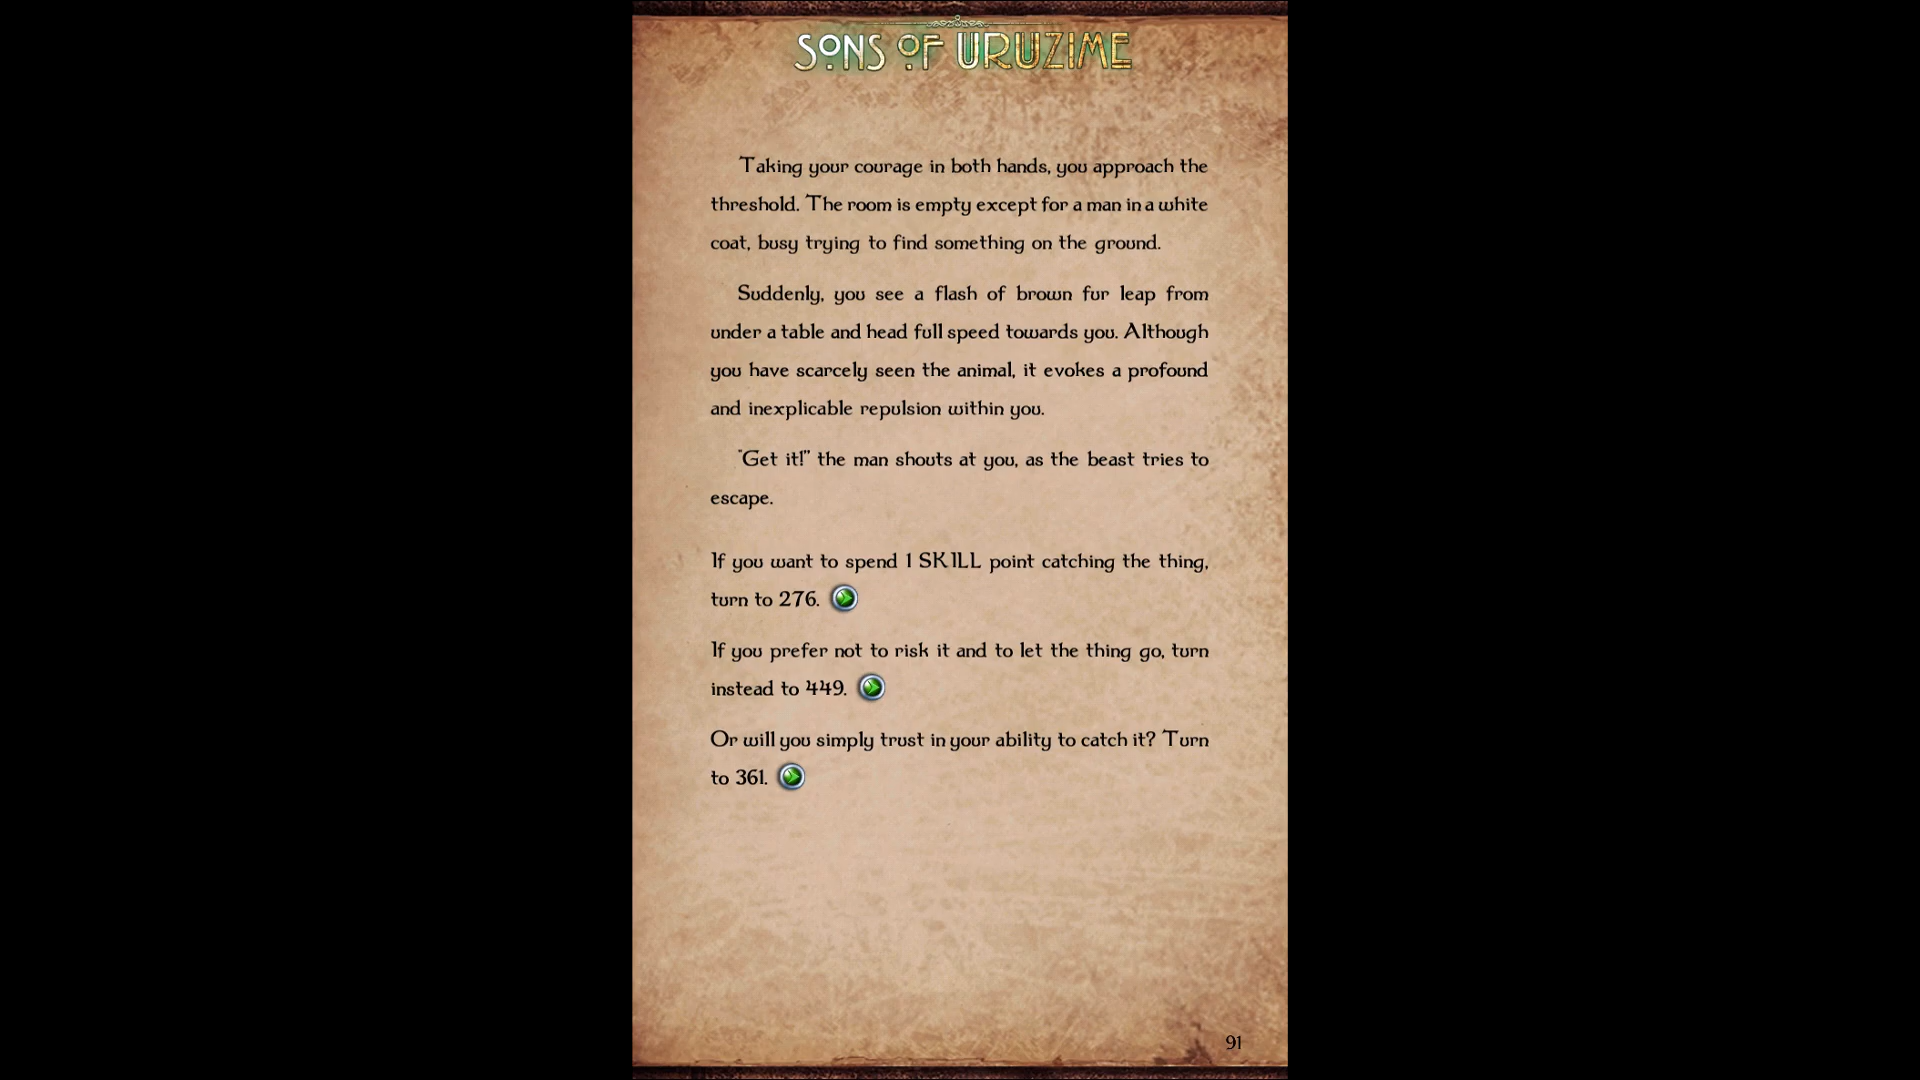 SONS OF URUZIME
Taking your courage in both hands, you approach the
threshold. The room is empty except for a man in a white
coat, busy trying to find something on the ground.
Suddenly, you see a flash of brown fur leap from
under a table and head full speed towards you. Although
you have scarcely seen the animal, it evokes a profound
and inexplicable repulsion within you.
"Get it!" the man shouts at you, as the beast tries to
escape.
If you want to spend 1 SKILL point catching the thing,
turn to 276.
If you prefer not to risk it and to let the thing go, turn
instead to 449.
Or will you simply trust in your ability to catch it? Turn
to 361.
91